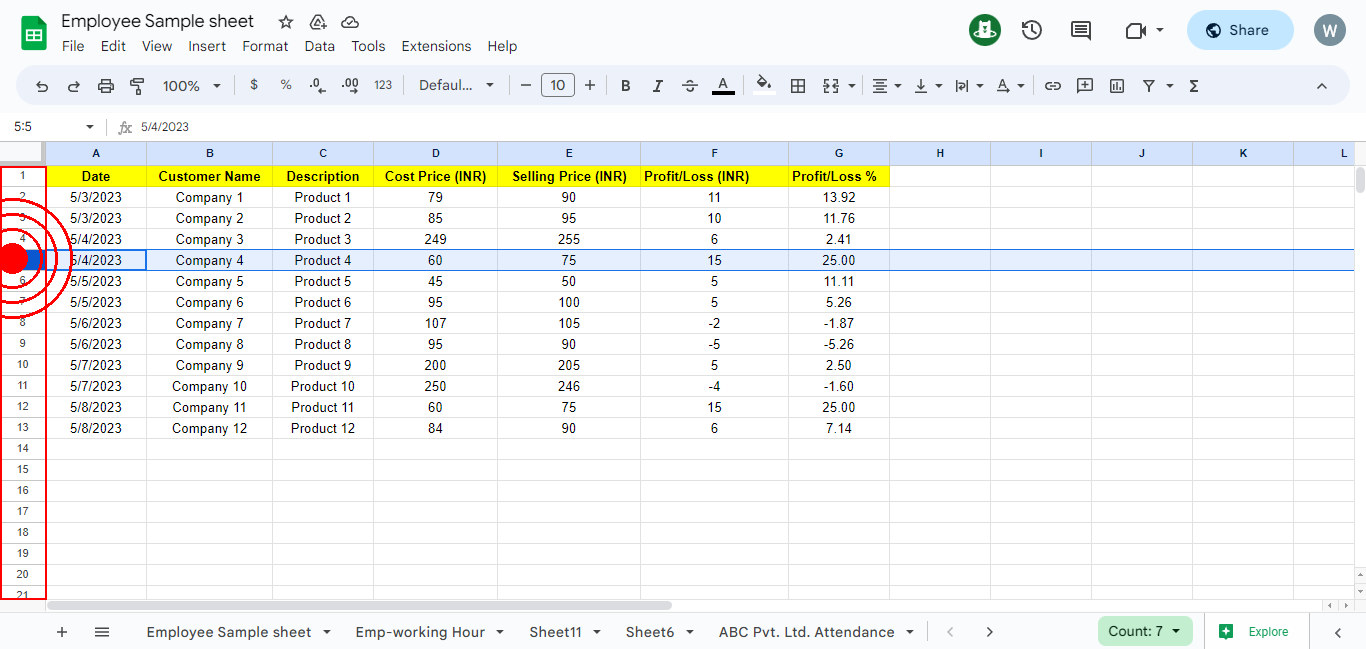 Employee Sample sheet
File Edit View Insert Format Data Tools Extensions Help
Share W
100% $ % .0 .00 123 Defaul... 10 B I A A Σ
5:5 fx 5/4/2023
A B C D E F G H I J K L
1 Date Customer Name Description Cost Price (INR) Selling Price (INR) Profit/Loss (INR) Profit/Loss %
2 5/3/2023 Company 1 Product 1 79 90 11 13.92
3 5/3/2023 Company 2 Product 2 85 95 10 11.76
4 5/4/2023 Company 3 Product 3 249 255 6 2.41
5/4/2023 Company 4 Product 4 60 75 15 25.00
6 5/5/2023 Company 5 Product 5 45 50 5 11.11
7 5/5/2023 Company 6 Product 6 95 100 5 5.26
8 5/6/2023 Company 7 Product 7 107 105 -2 -1.87
9 5/6/2023 Company 8 Product 8 95 90 -5 -5.26
10 5/7/2023 Company 9 Product 9 200 205 5 2.50
11 5/7/2023 Company 10 Product 10 250 246 -4 -1.60
12 5/8/2023 Company 11 Product 11 60 75 15 25.00
13 5/8/2023 Company 12 Product 12 84 90 6 7.14
14
15
16
17
18
19
20
21
Employee Sample sheet Emp-working Hour Sheet11 Sheet6 ABC Pvt. Ltd. Attendance Count: 7 Explore